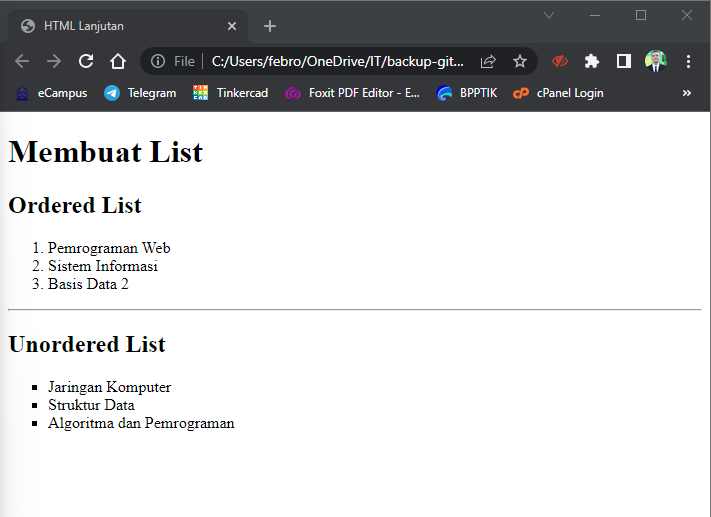 HTML Lanjutan
File
C:/Users/febro/OneDrive/IT/backup-git...
eCampus
Telegram
Tinkercad
Foxit PDF Editor - E...
BPPTIK
cPanel Login
»
Membuat List
Ordered List
1. Pemrograman Web
2. Sistem Informasi
3. Basis Data 2
Unordered List
▪ Jaringan Komputer
▪ Struktur Data
▪ Algoritma dan Pemrograman